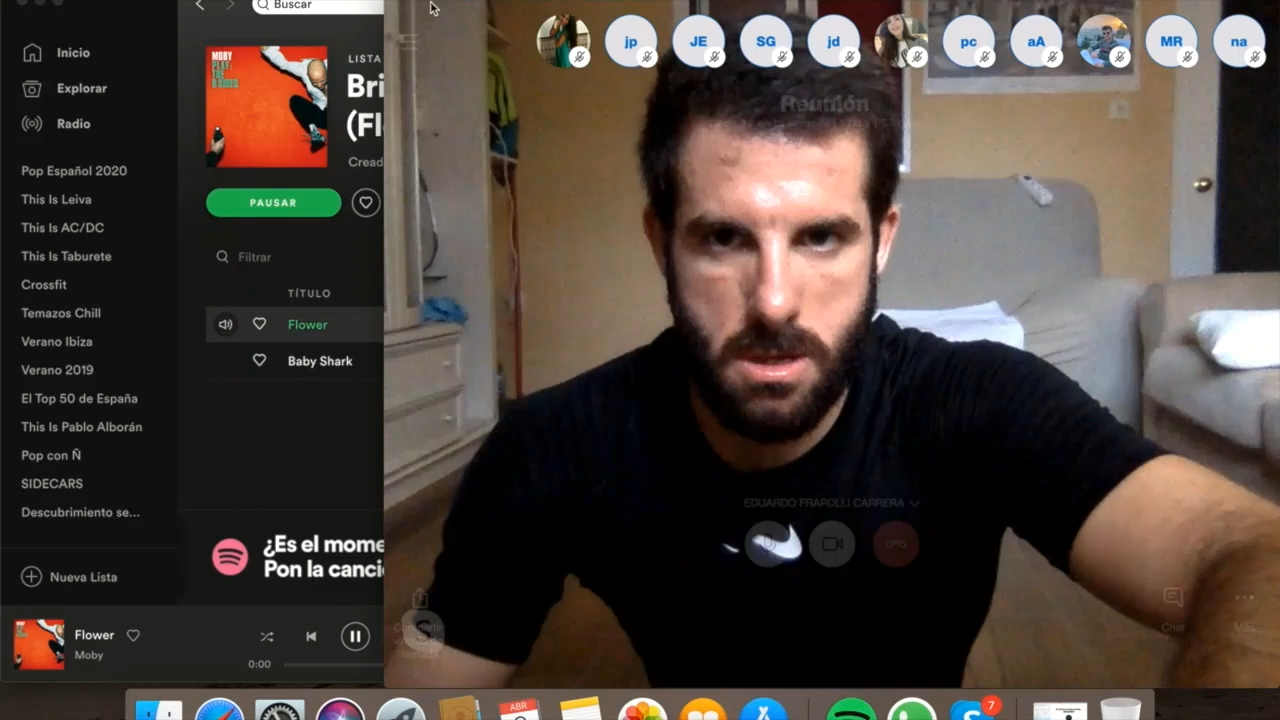 Buscar
Inicio
Explorar
Radio
Pop Español 2020
This Is Leiva
This Is AC/DC
This Is Taburete
Crossfit
Temazos Chill
Verano Ibiza
Verano 2019
El Top 50 de España
This Is Pablo Alborán
Pop con Ñ
SIDECARS
Descubrimiento se...
Nueva Lista
MOBY
PLAY:
THE
B SIDES
LISTA
Bri
(Fl
Cread
PAUSAR
Filtrar
TÍTULO
Flower
Baby Shark
¿Es el mome
Pon la canci
Flower
Moby
0:00
jp
JE
SG
jd
pc
aA
MR
na
Reunión
EDUARDO FRAPOLLI CARRERA
Chat
Más
ABR
7